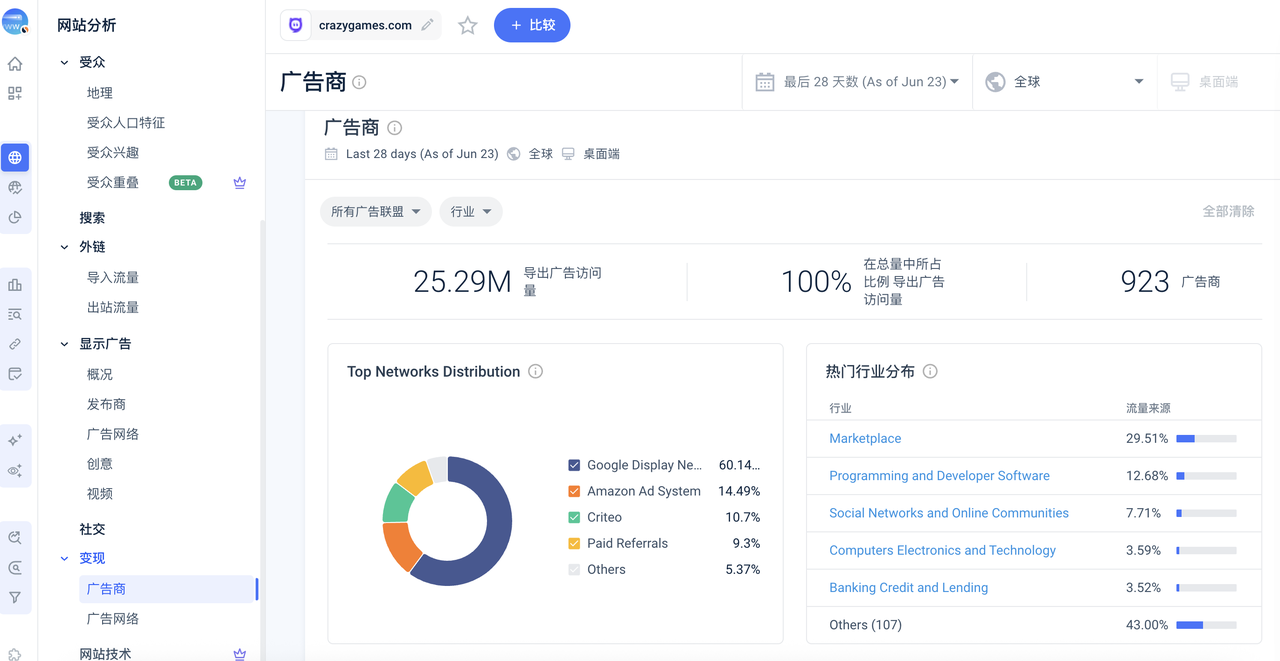 WW
网站分析
受众
地理
受众人口特征
受众兴趣
受众重叠 BETA
搜索
外链
导入流量
出站流量
显示广告
概况
发布商
广告网络
创意
视频
社交
变现
广告商
广告网络
网站技术
crazygames.com
+ 比较
广告商
最后 28 天数 (As of Jun 23)
全球
桌面端
广告商
Last 28 days (As of Jun 23) 全球 桌面端
所有广告联盟 行业 全部清除
25.29M 导出广告访问
量
100% 在总量中所占
比例 导出广告
访问量
923 广告商
Top Networks Distribution
Google Display Ne... 60.14...
Amazon Ad System 14.49%
Criteo 10.7%
Paid Referrals 9.3%
Others 5.37%
热门行业分布
行业 流量来源
Marketplace 29.51%
Programming and Developer Software 12.68%
Social Networks and Online Communities 7.71%
Computers Electronics and Technology 3.59%
Banking Credit and Lending 3.52%
Others (107) 43.00%